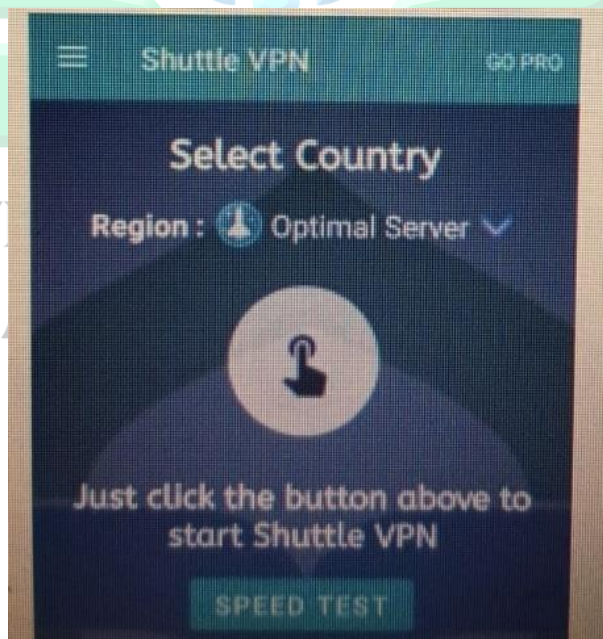 Shuttle VPN
GO PRO
Select Country
Region : Optimal Server
Just click the button above to
start Shuttle VPN
SPEED TEST